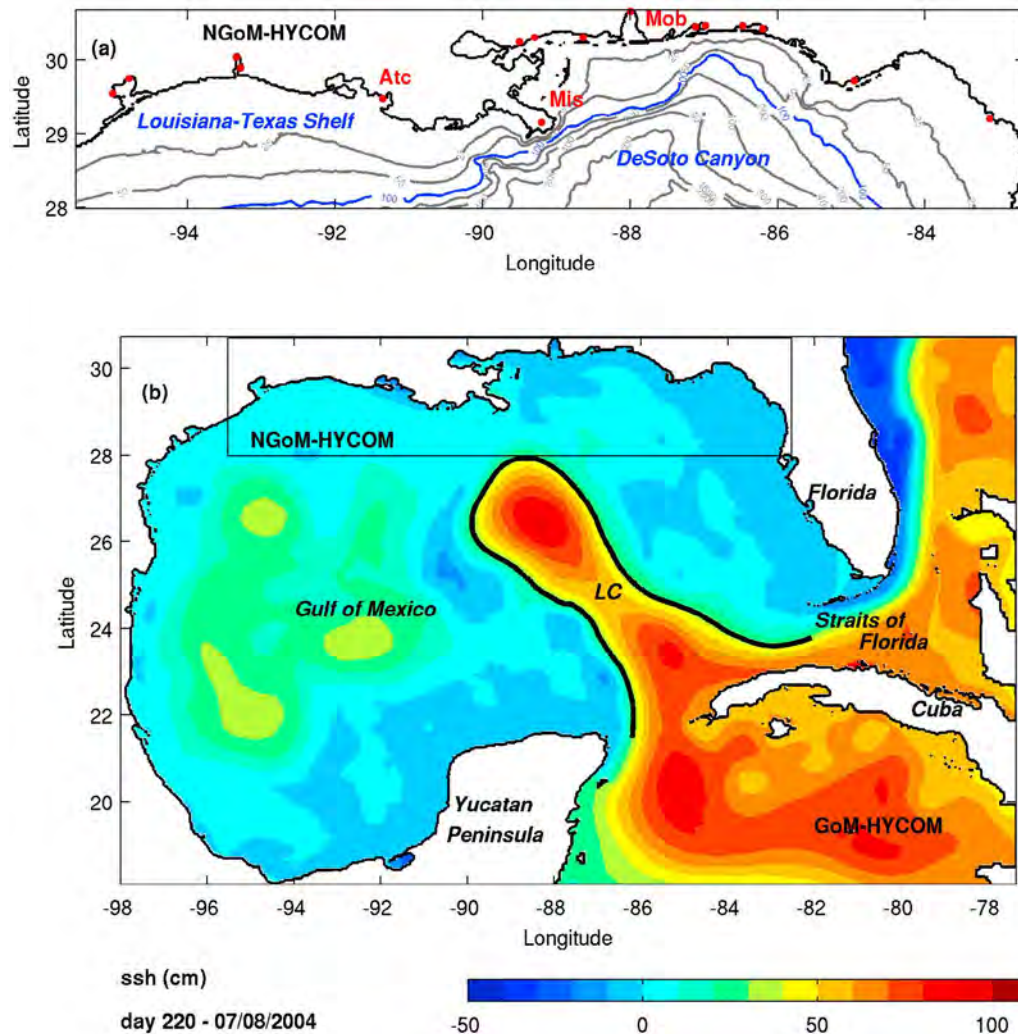 (a)
NGoM-HYCOM
Mob
Atc
Mis
Louisiana-Texas Shelf
DeSoto Canyon
100
100
100
100
Latitude
30
29
28
-94 -92 -90 -88 -86 -84
Longitude
(b)
NGoM-HYCOM
Florida
LC
Gulf of Mexico
Straits of
Florida
Cuba
Yucatan
Peninsula
GoM-HYCOM
Latitude
30
28
26
24
22
20
-98 -96 -94 -92 -90 -88 -86 -84 -82 -80 -78
Longitude
ssh (cm)
day 220 - 07/08/2004
-50 0 50 100